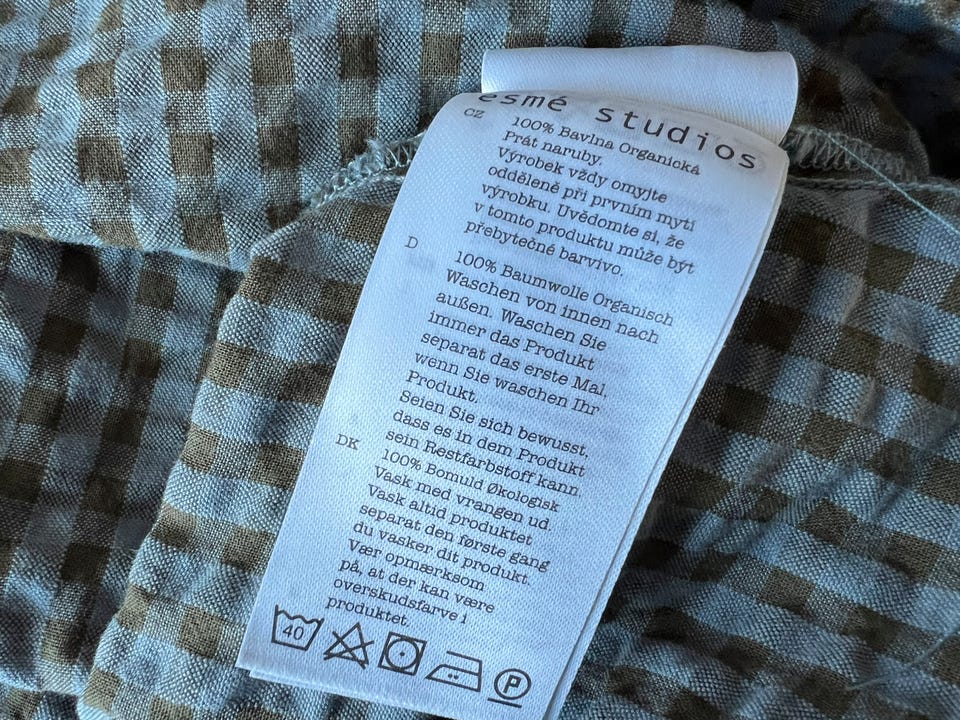 esmé studios
CZ
100% Bavlna Organická
Prát naruby.
Výrobek vždy omyjte
odděleně při prvním mytí
výrobku. Uvědomte si, že
v tomto produktu může být
přebytečné barvivo.
D
100% Baumwolle Organisch
Waschen von innen nach
außen. Waschen Sie
immer das Produkt
separat das erste Mal,
wenn Sie waschen Ihr
Produkt.
Seien Sie sich bewusst,
dass es in dem Produkt
sein Restfarbstoff kann.
DK
100% Bomuld Økologisk
Vask med vrangen ud.
Vask altid produktet
separat den første gang
du vasker dit produkt.
Vær opmærksom
på, at der kan være
overskudsfarve i
produktet.
40 P